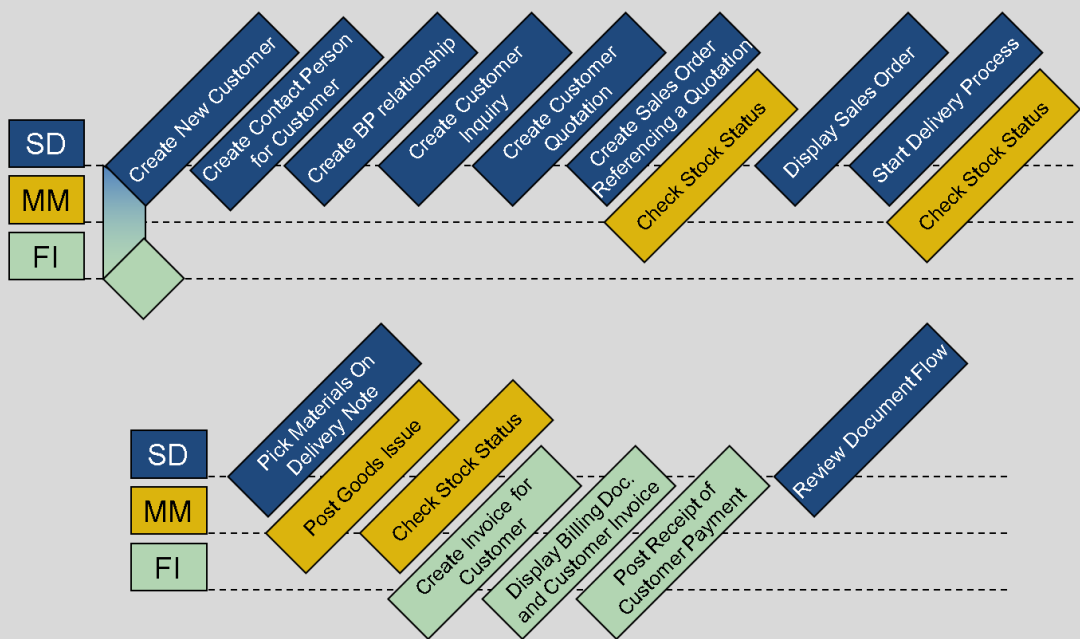 SD
MM
FI
Create New Customer
Create Contact Person
for Customer
Create BP relationship
Create Customer
Inquiry
Create Customer
Quotation
Create Sales Order
Referencing a Quotation
Check Stock Status
Display Sales Order
Start Delivery Process
Check Stock Status
SD
MM
FI
Pick Materials On
Delivery Note
Post Goods Issue
Check Stock Status
Create Invoice for
Customer
Display Billing Doc.
and Customer Invoice
Post Receipt of
Customer Payment
Review Document Flow